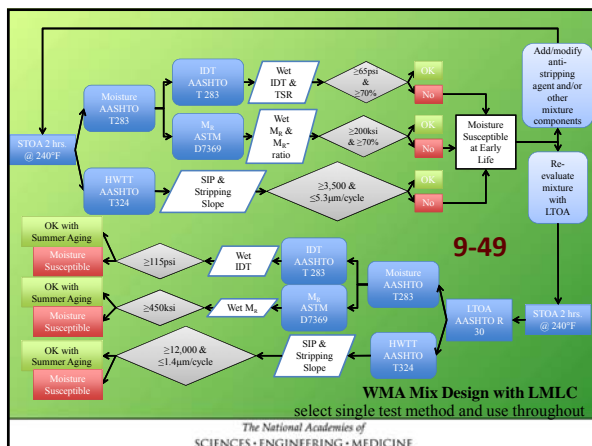 IDT
AASHTO
T 283
Wet
IDT &
TSR
≥65psi
&
≥70%
OK
No
Add/modify
anti-
stripping
agent and/or
other
mixture
components
Moisture
AASHTO
T283
MR
ASTM
D7369
Wet
MR &
MR-
ratio
≥200ksi
& ≥70%
OK
No
Moisture
Susceptible
at Early
Life
STOA 2 hrs.
@ 240°F
HWTT
AASHTO
T324
SIP &
Stripping
Slope
≥3,500 &
≤5.3µm/cycle
OK
No
Re-
evaluate
mixture
with
LTOA
9-49
OK with
Summer Aging
Moisture
Susceptible
≥115psi
Wet
IDT
IDT
AASHTO
T 283
OK with
Summer Aging
Moisture
Susceptible
≥450ksi
Wet MR
MR
ASTM
D7369
Moisture
AASHTO
T283
LTOA
AASHTO R
30
STOA 2 hrs.
@ 240°F
OK with
Summer Aging
Moisture
Susceptible
≥12,000 &
≤1.4µm/cycle
SIP &
Stripping
Slope
HWTT
AASHTO
T324
WMA Mix Design with LMLC
select single test method and use throughout
The National Academies of
SCIENCES • ENGINEERING • MEDICINE